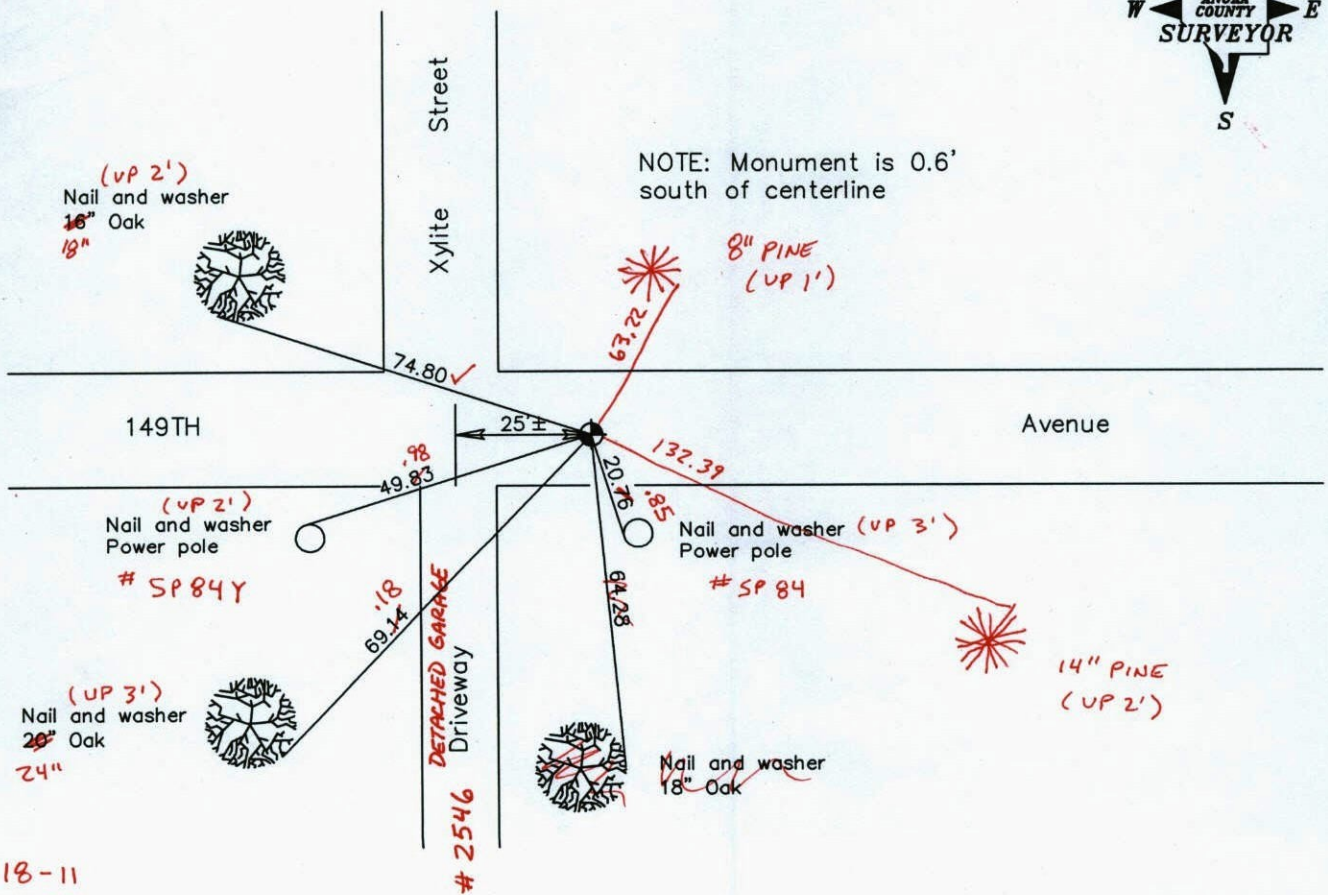 W
ANOKA
E
COUNTY
SURVEYOR
S
Xylite Street
NOTE: Monument is 0.6'
south of centerline
(UP 2')
Nail and washer
16" Oak
18"
8" PINE
(UP 1')
63.22
74.80 ✓
149TH
25'±
Avenue
132.39
.98
49.83
20.76
.85
(UP 2')
Nail and washer
Power pole
# SP 84Y
Nail and washer (UP 3')
Power pole
# SP 84
.18
69.14
64.28
DETACHED GARAGE
Driveway
# 2546
14" PINE
(UP 2')
(UP 3')
Nail and washer
20" Oak
24"
Nail and washer
18" Oak
18-11